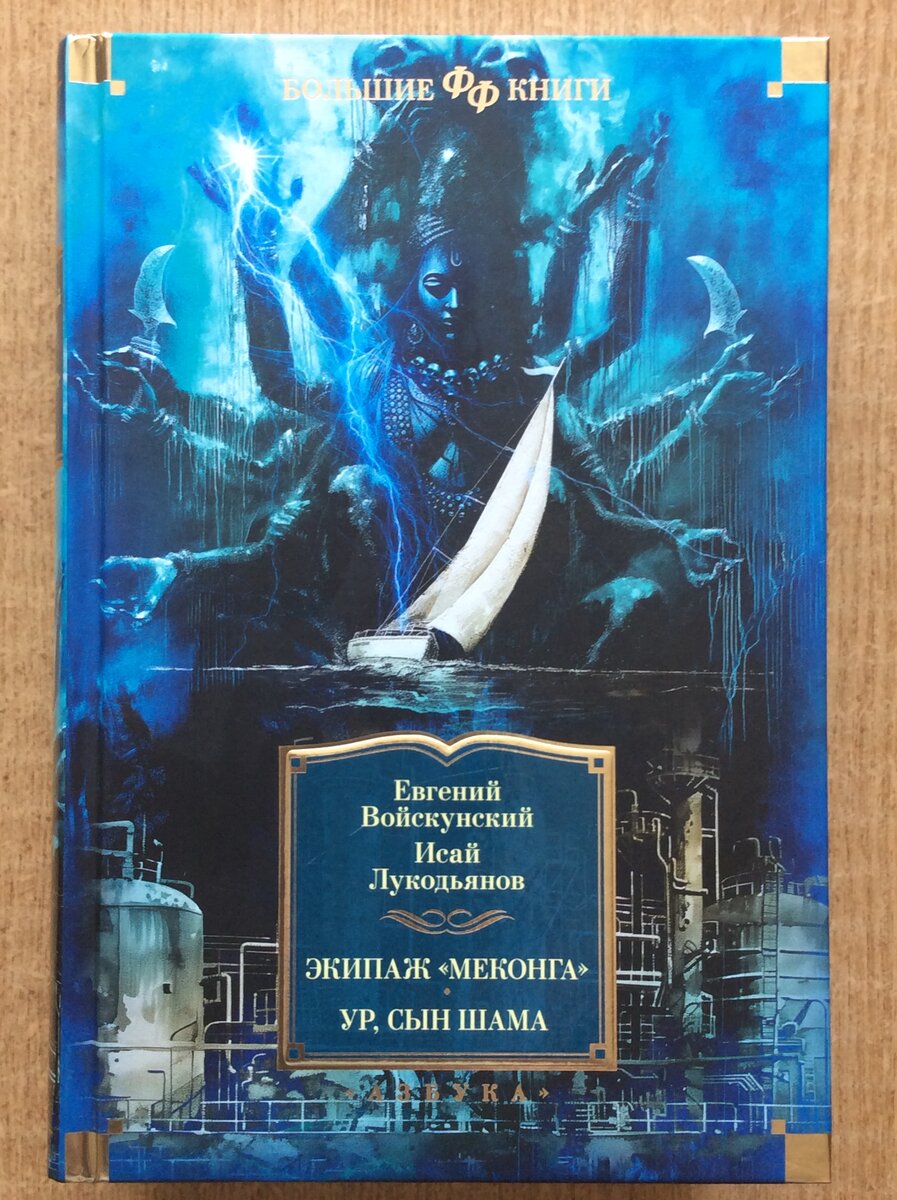 БОЛЬШИЕ ФФ КНИГИ
Евгений
Войскунский
Исай
Лукодьянов
ЭКИПАЖ «МЕКОНГА»
УР, СЫН ШАМА
«АЗБУКА»